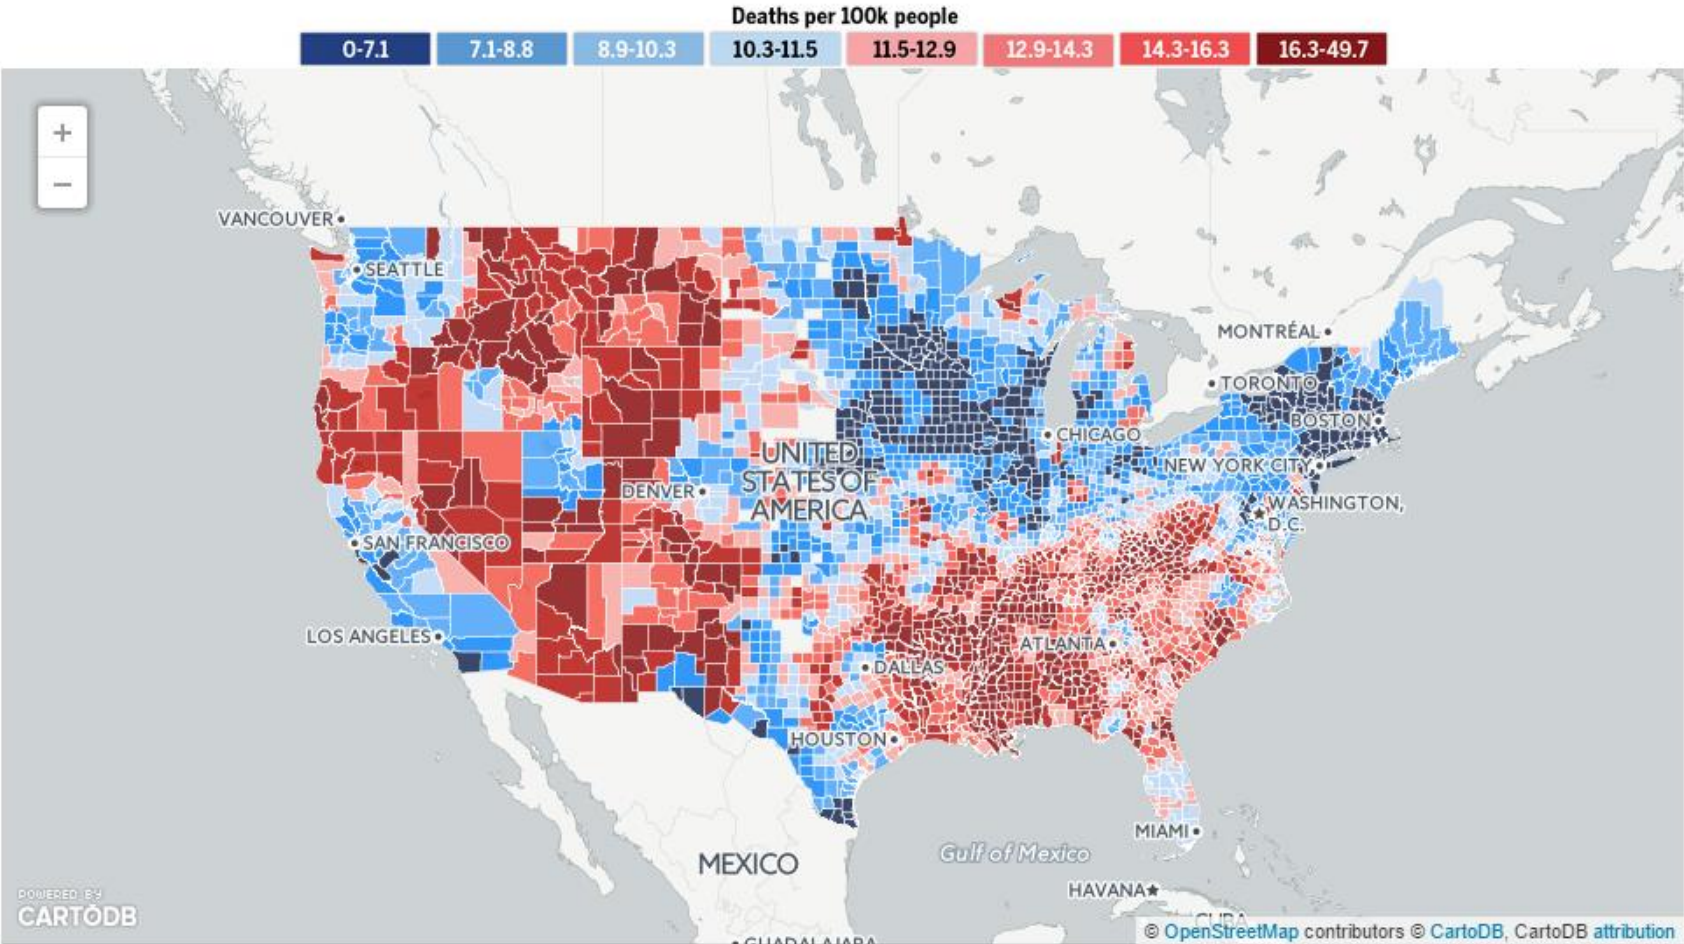 Deaths per 100k people
0-7.1
7.1-8.8
8.9-10.3
10.3-11.5
11.5-12.9
12.9-14.3
14.3-16.3
16.3-49.7
+
−
VANCOUVER
SEATTLE
MONTRÉAL
TORONTO
BOSTON
CHICAGO
NEW YORK CITY
UNITED
STATES OF
AMERICA
DENVER
WASHINGTON,
D.C.
SAN FRANCISCO
LOS ANGELES
ATLANTA
DALLAS
HOUSTON
MIAMI
MEXICO
Gulf of Mexico
HAVANA
CUBA
GUADALAJARA
POWERED BY
CARTODB
© OpenStreetMap contributors © CartoDB, CartoDB attribution